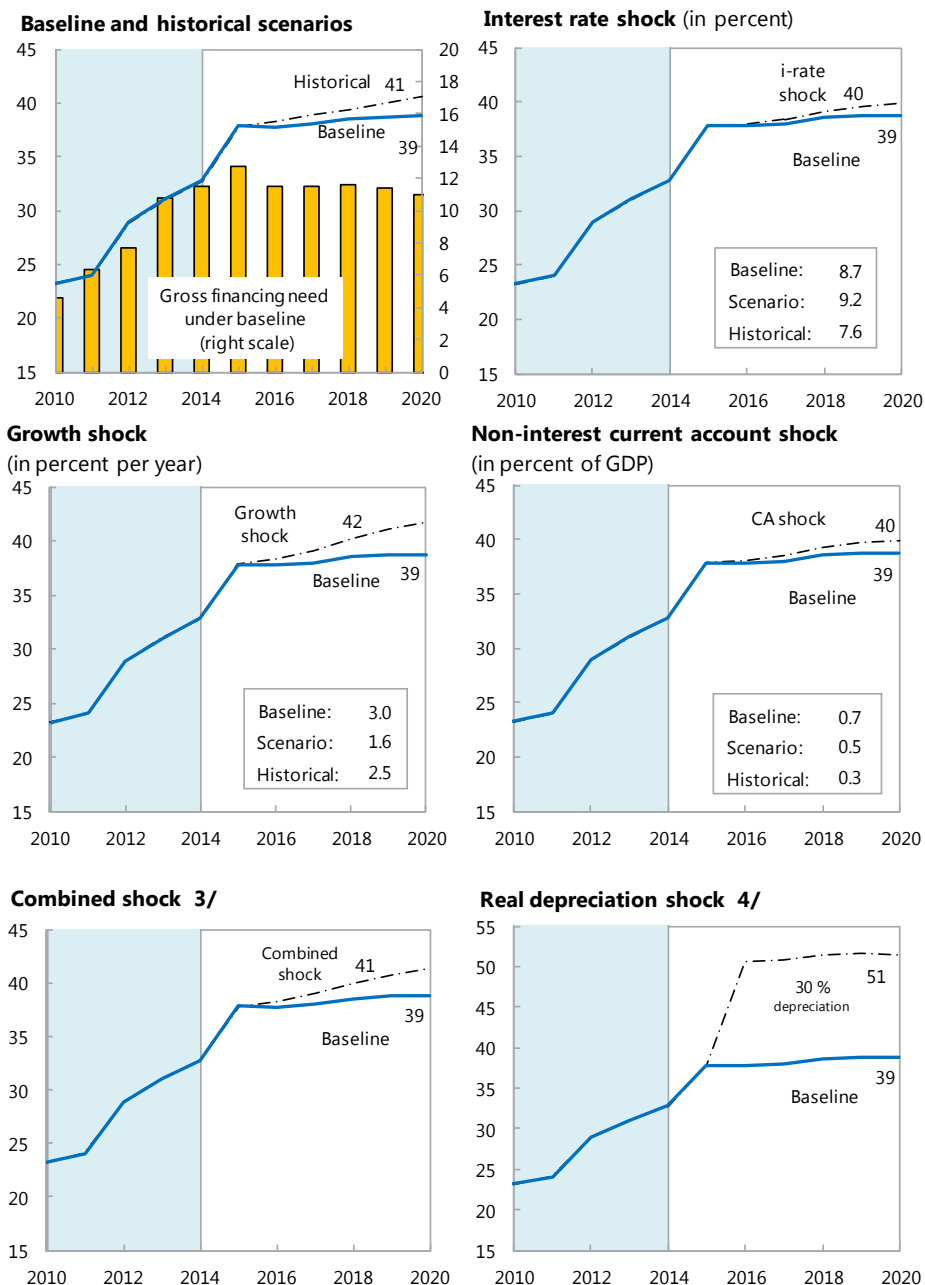 Baseline and historical scenarios
45
40
35
30
25
20
15
20
18
16
14
12
10
8
6
4
2
0
Historical 41
Baseline
39
Gross financing need
under baseline
(right scale)
2010 2012 2014 2016 2018 2020
Interest rate shock (in percent)
45
40
35
30
25
20
15
i-rate
shock 40
39
Baseline
Baseline: 8.7
Scenario: 9.2
Historical: 7.6
2010 2012 2014 2016 2018 2020
Growth shock
(in percent per year)
45
40
35
30
25
20
15
Growth
shock 42
Baseline 39
Baseline: 3.0
Scenario: 1.6
Historical: 2.5
2010 2012 2014 2016 2018 2020
Non-interest current account shock
(in percent of GDP)
45
40
35
30
25
20
15
CA shock 40
39
Baseline
Baseline: 0.7
Scenario: 0.5
Historical: 0.3
2010 2012 2014 2016 2018 2020
Combined shock 3/
45
40
35
30
25
20
15
Combined
shock 41
39
Baseline
2010 2012 2014 2016 2018 2020
Real depreciation shock 4/
55
50
45
40
35
30
25
20
15
51
30 %
depreciation
39
Baseline
2010 2012 2014 2016 2018 2020